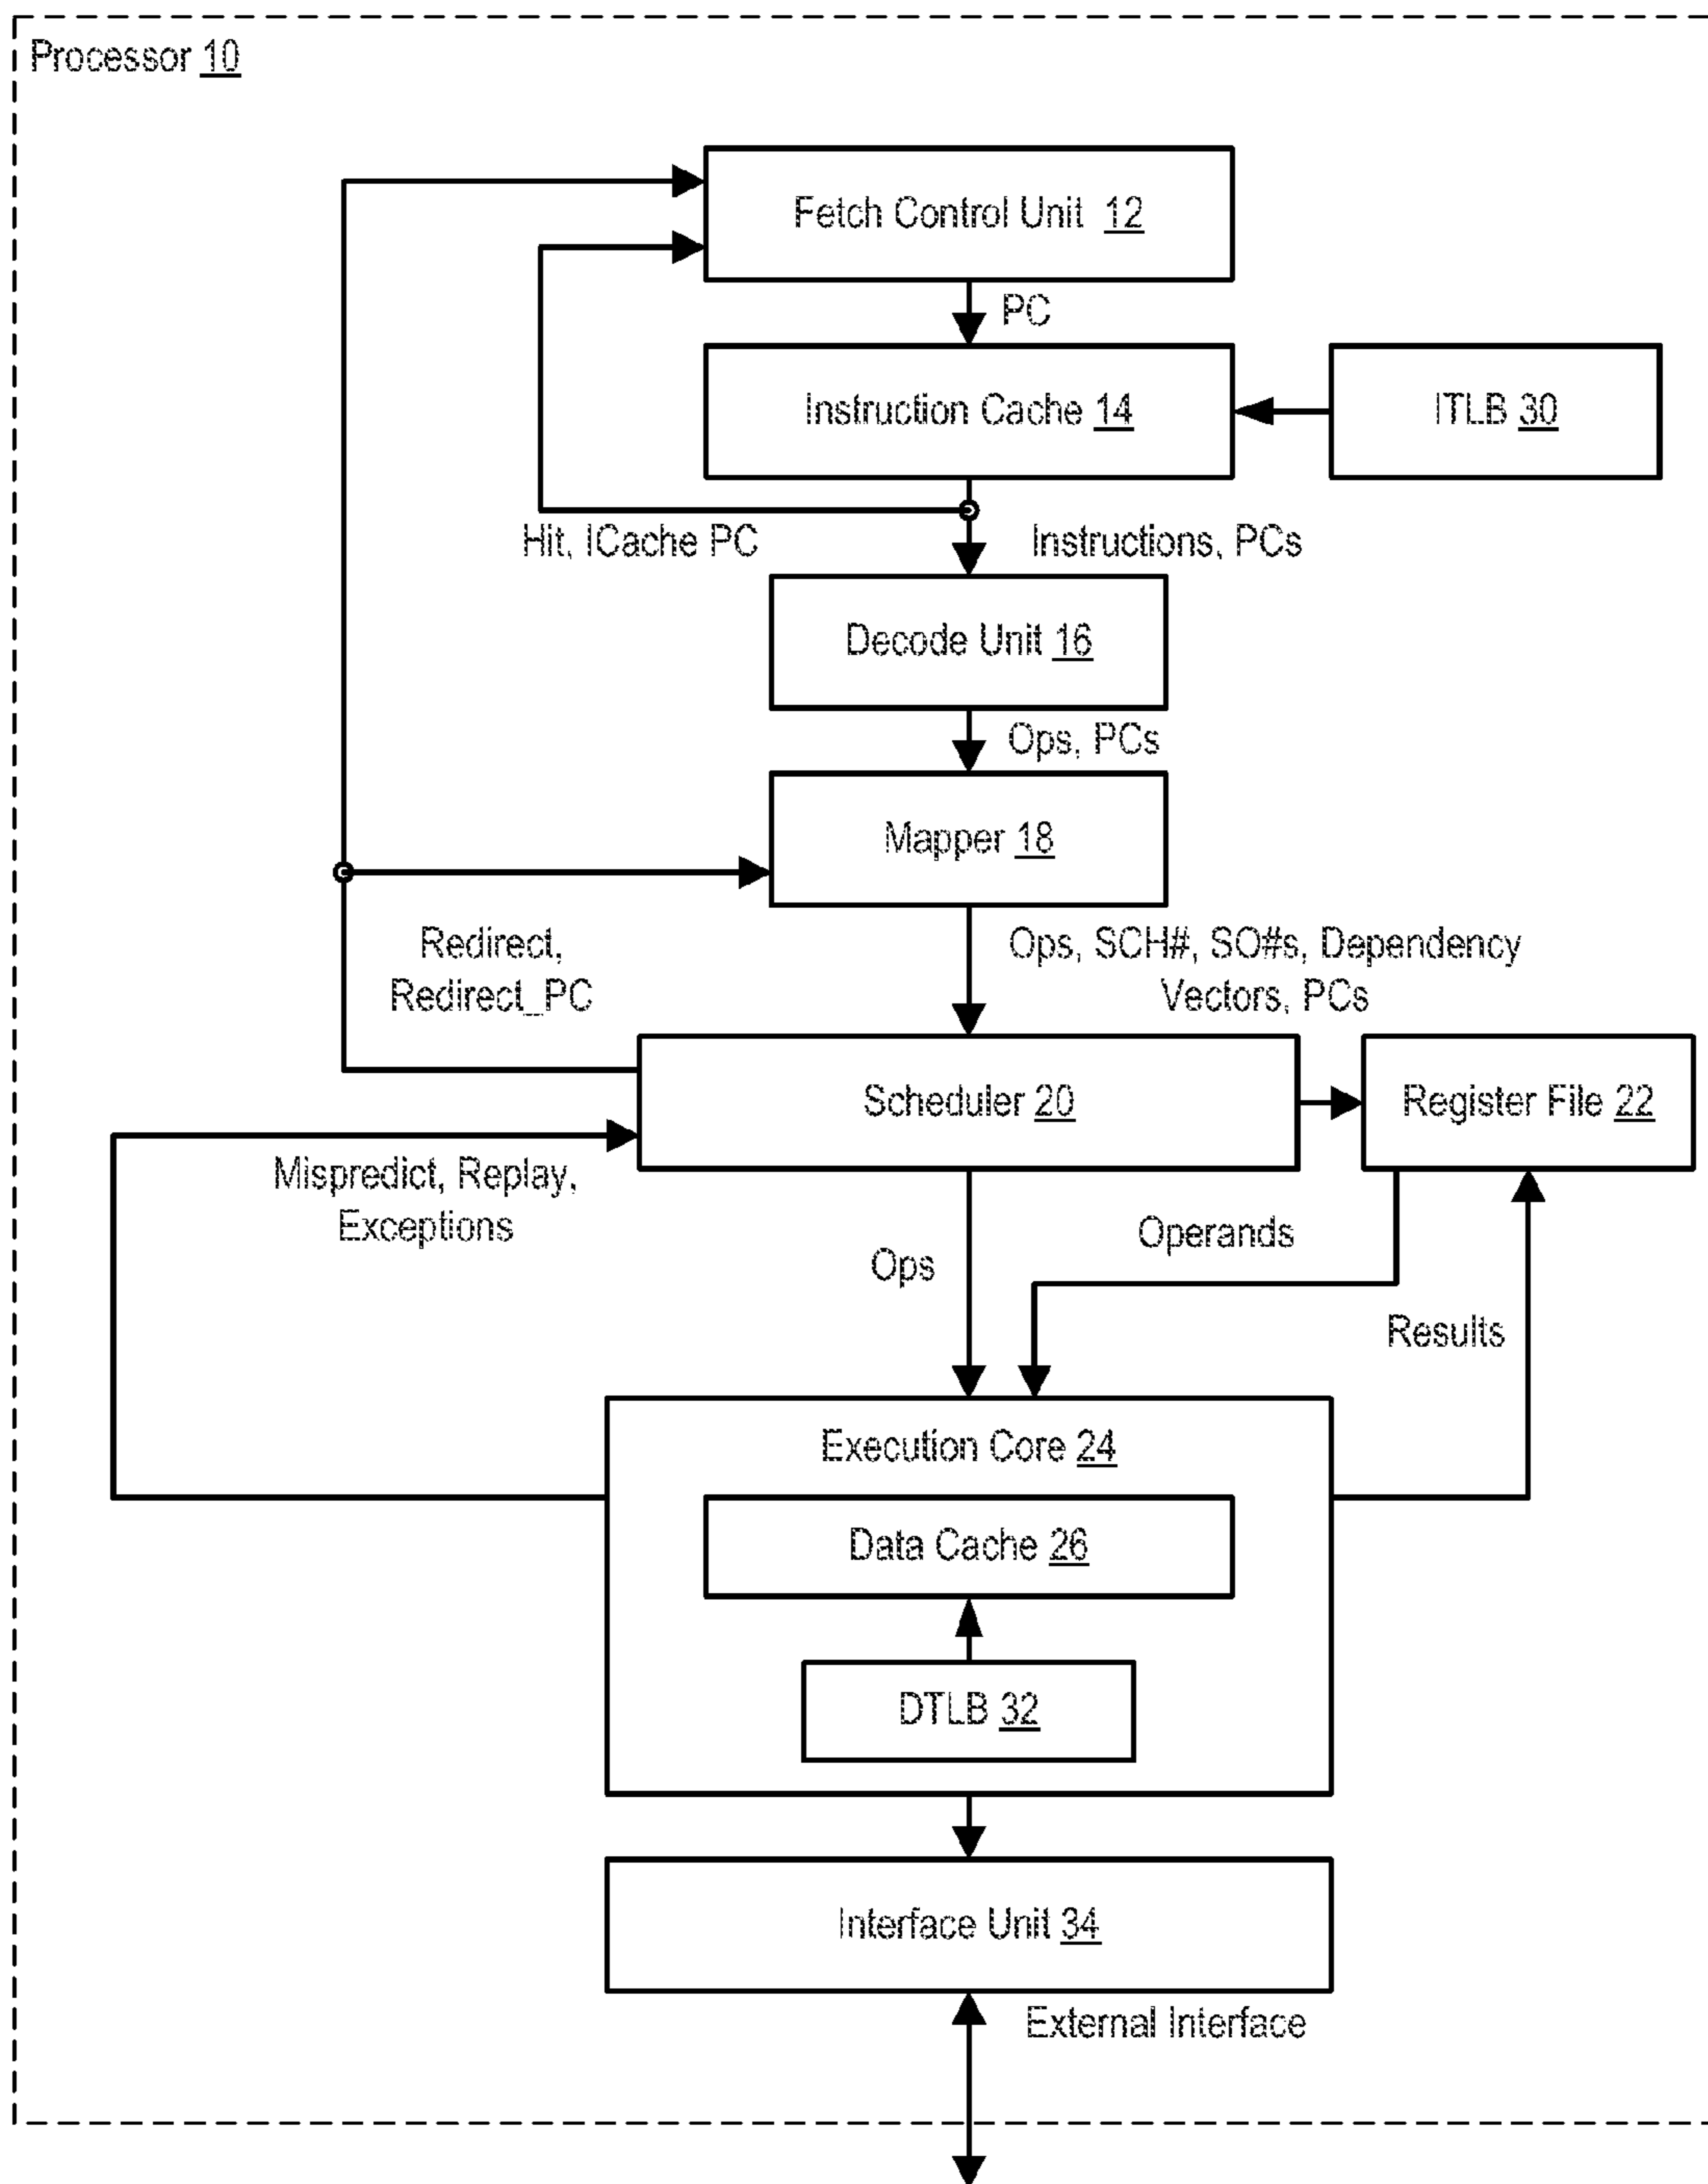 Processor 10
Fetch Control Unit 12
PC
Instruction Cache 14
ITLB 30
Hit, ICache PC
Instructions, PCs
Decode Unit 16
Ops, PCs
Mapper 18
Redirect,
Redirect_PC
Ops, SCH#, SO#s, Dependency
Vectors, PCs
Scheduler 20
Register File 22
Mispredict, Replay,
Exceptions
Ops
Operands
Results
Execution Core 24
Data Cache 26
DTLB 32
Interface Unit 34
External Interface